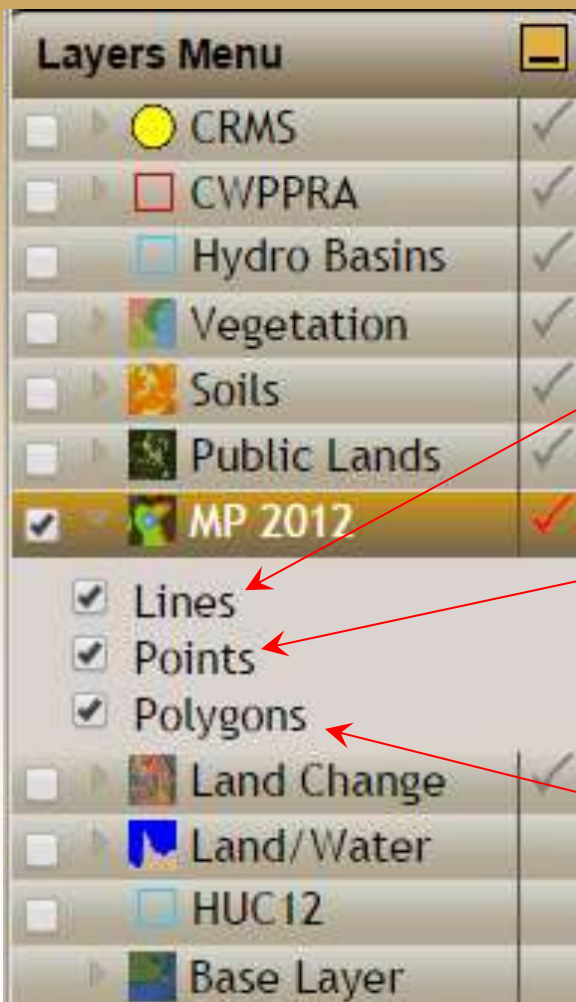 Layers Menu
CRMS
CWPPRA
Hydro Basins
Vegetation
Soils
Public Lands
MP 2012
Lines
Points
Polygons
Land Change
Land/Water
HUC12
Base Layer